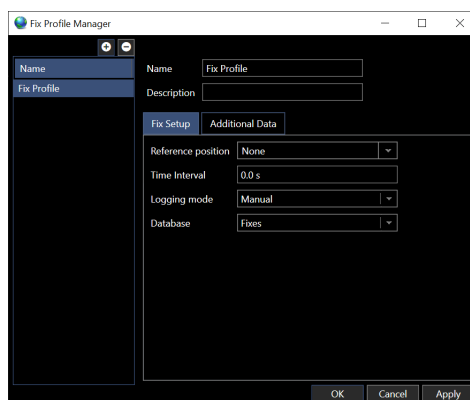 Fix Profile Manager
Name
Fix Profile
Name Fix Profile
Description
Fix Setup Additional Data
Reference position None
Time Interval 0.0 s
Logging mode Manual
Database Fixes
OK Cancel Apply